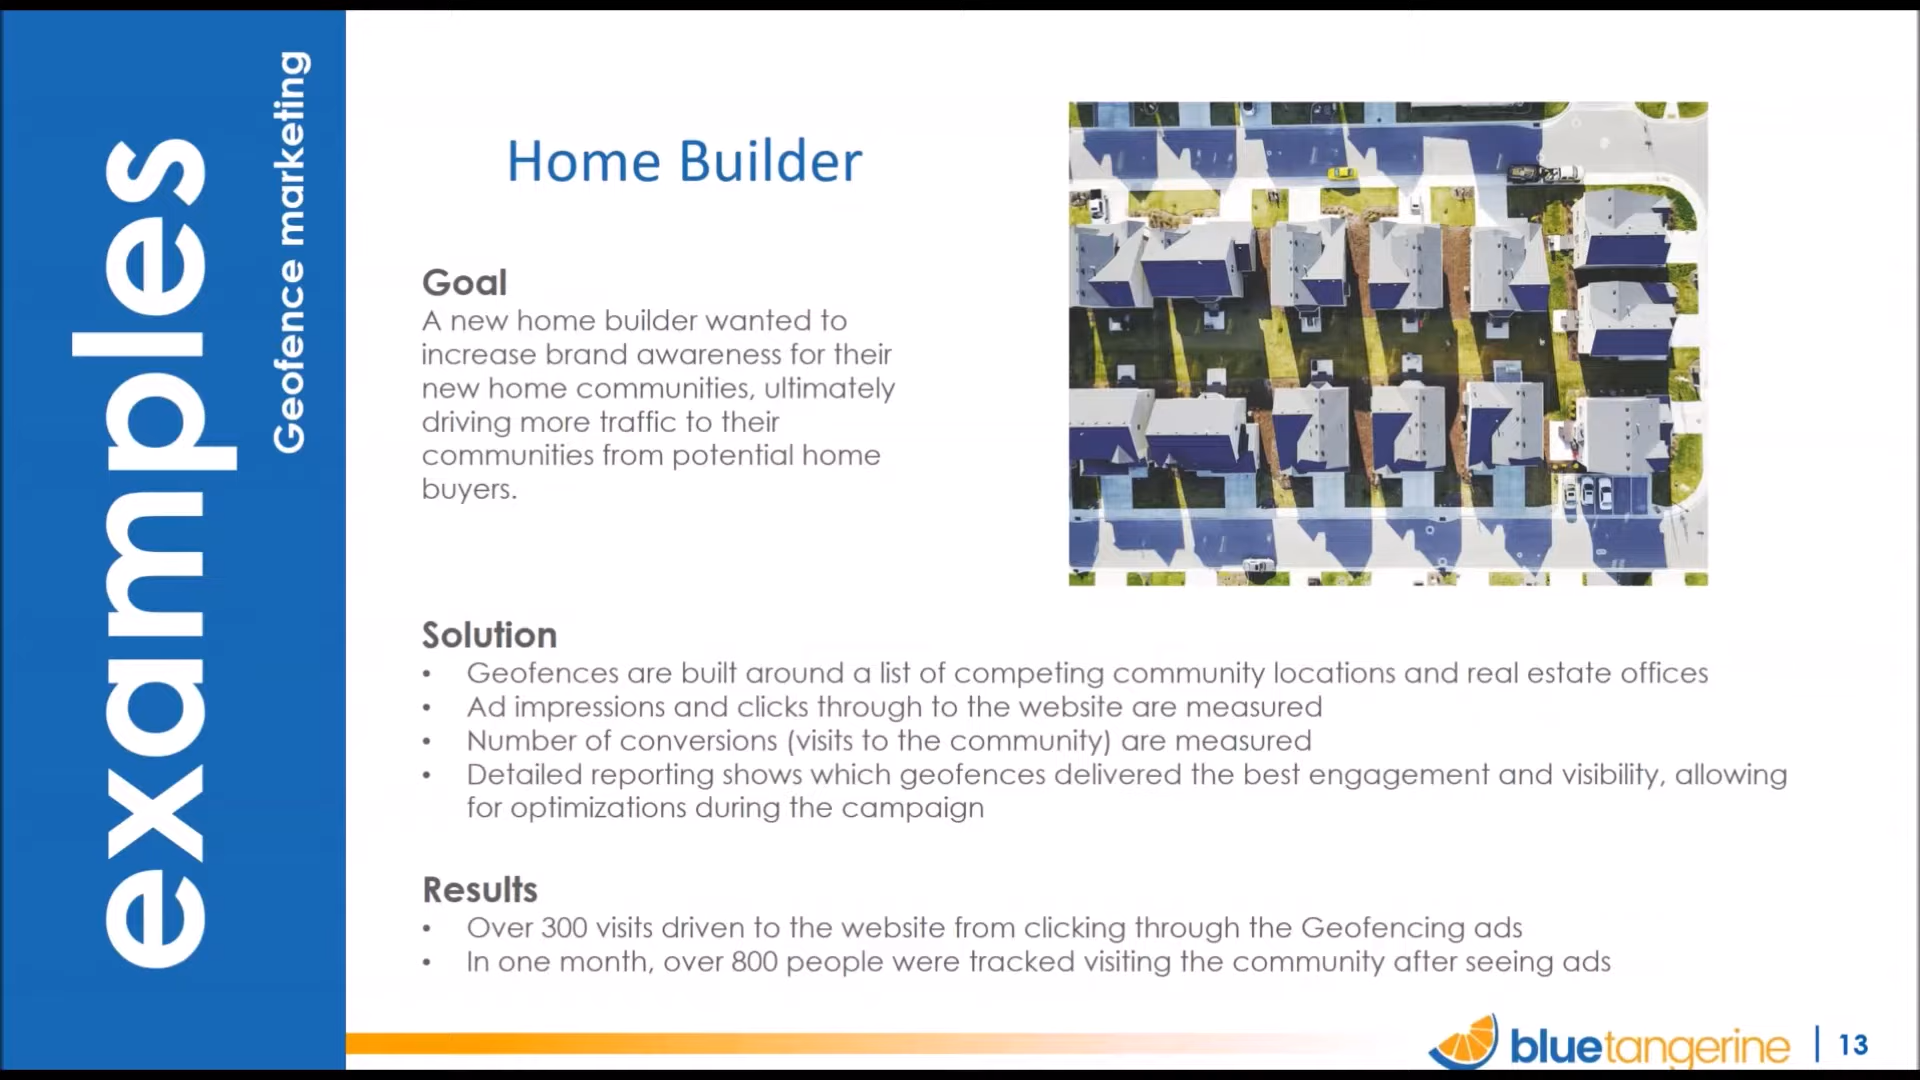 examples
Geofence marketing
Home Builder
Goal
A new home builder wanted to
increase brand awareness for their
new home communities, ultimately
driving more traffic to their
communities from potential home
buyers.
Solution
• Geofences are built around a list of competing community locations and real estate offices
• Ad impressions and clicks through to the website are measured
• Number of conversions (visits to the community) are measured
• Detailed reporting shows which geofences delivered the best engagement and visibility, allowing
for optimizations during the campaign
Results
• Over 300 visits driven to the website from clicking through the Geofencing ads
• In one month, over 800 people were tracked visiting the community after seeing ads
bluetangerine | 13